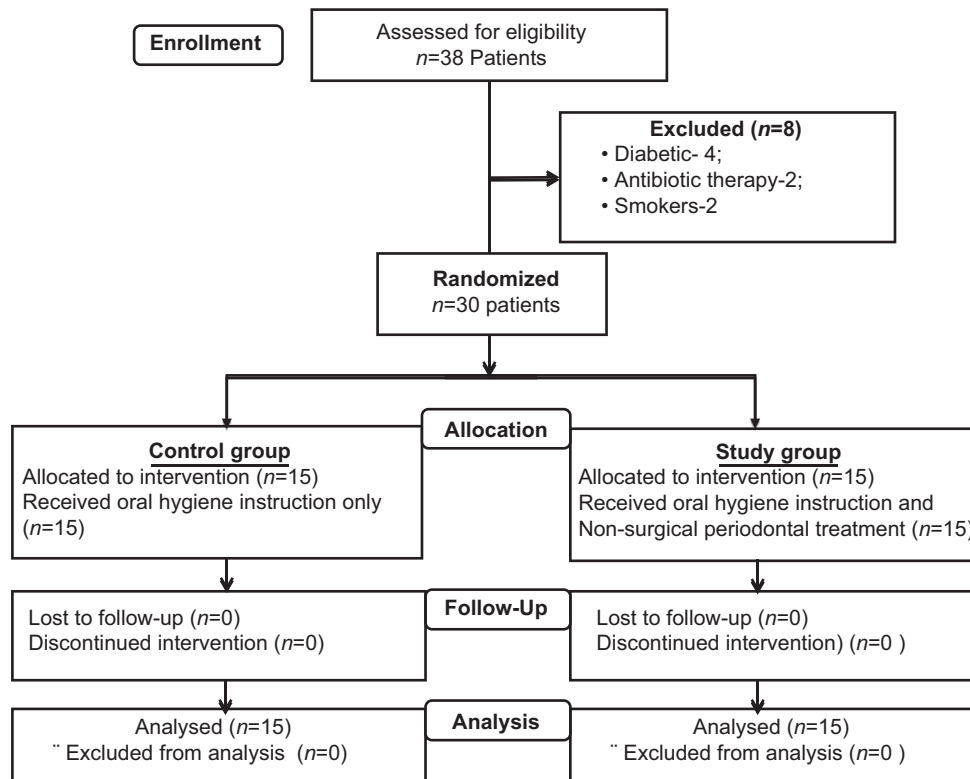 Enrollment
Assessed for eligibility
n=38 Patients
Excluded (n=8)
• Diabetic- 4;
• Antibiotic therapy-2;
• Smokers-2
Randomized
n=30 patients
Allocation
Control group
Allocated to intervention (n=15)
Received oral hygiene instruction only
(n=15)
Study group
Allocated to intervention (n=15)
Received oral hygiene instruction and
Non-surgical periodontal treatment (n=15)
Follow-Up
Lost to follow-up (n=0)
Discontinued intervention (n=0)
Lost to follow-up (n=0)
Discontinued intervention) (n=0 )
Analysis
Analysed (n=15)
¨ Excluded from analysis (n=0)
Analysed (n=15)
¨ Excluded from analysis (n=0 )